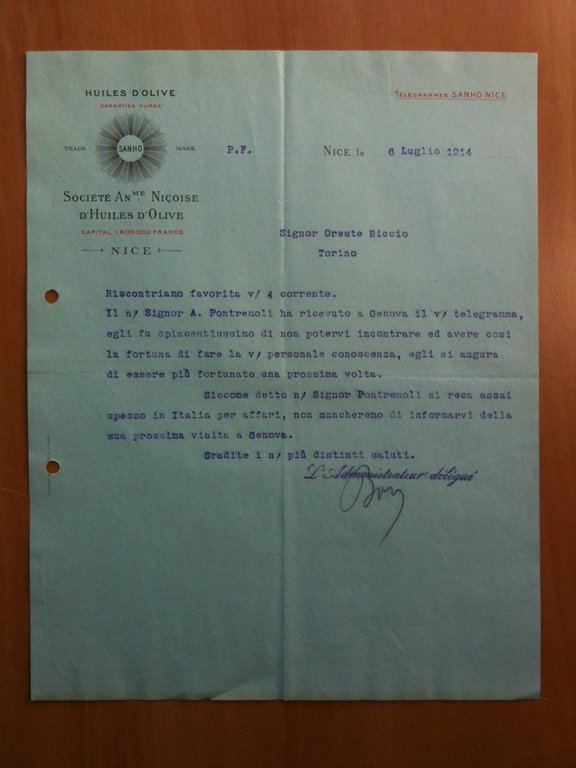 HUILES D'OLIVE
GARANTIES PURES
TRADE SANHO MARK
SOCIÉTÉ ANME. NIÇOISE
D'HUILES D'OLIVE
CAPITAL 1.600.000 FRANCS
NICE
TÉLÉGRAMMES SANHO-NICE
P.F.
NICE, le 6 Luglio 1914
Signor Oreste Riccio
Torino
Riscontriamo favorita v/ 4 corrente.
Il n/ Signor A. Pontremoli ha ricevuto a Genova il v/ telegramma,
egli fu spiacentissimo di non potervi incontrare ed avere cosi
la fortuna di fare la v/ personale conoscenza, egli si augura
di essere più fortunato una prossima volta.
Siccome detto n/ Signor Pontremoli si reca assai
spesso in Italia per affari, non mancheremo di informarvi della
sua prossima visita a Genova.
Gradite i n/ più distinti saluti.
L'Administrateur délégué